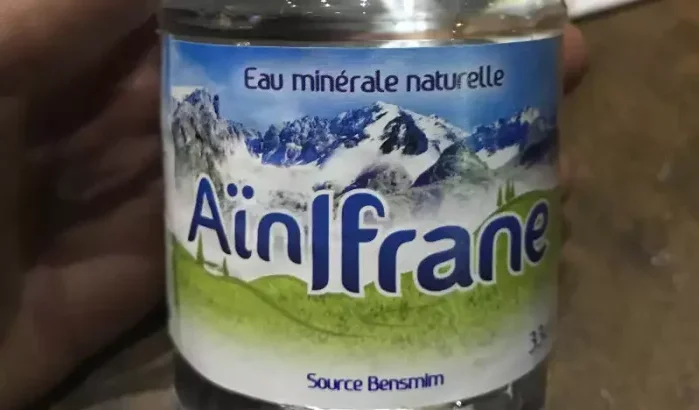 Eau minérale naturelle
AïnIfrane
Source Bensmim